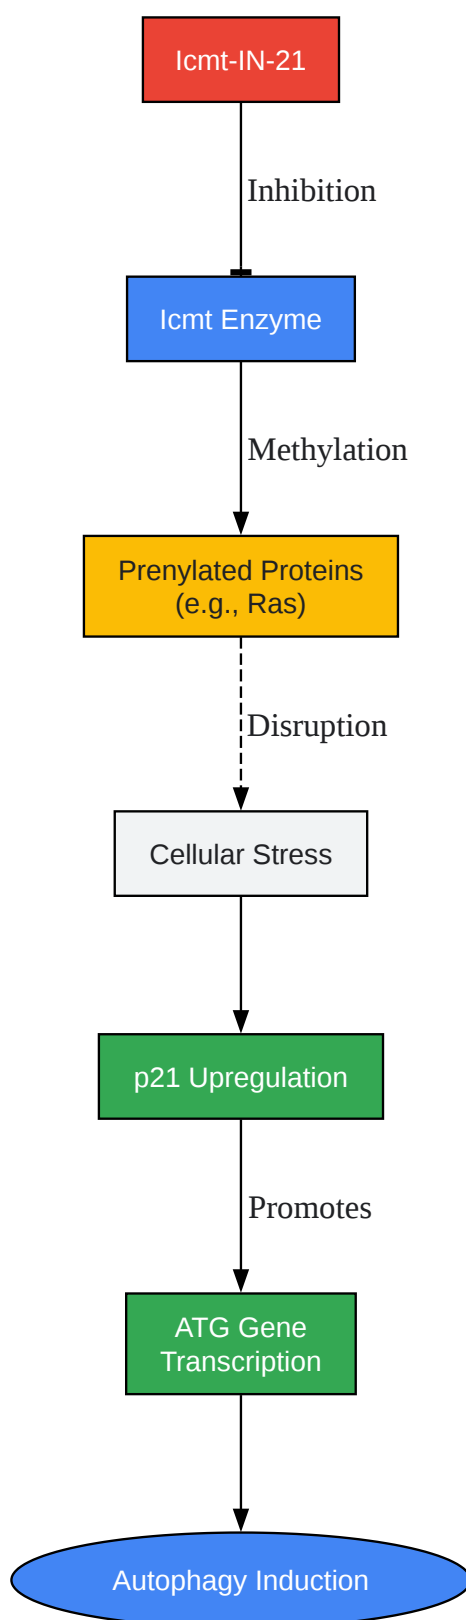 Icmt-IN-21
Inhibition
Icmt Enzyme
Methylation
Prenylated Proteins
(e.g., Ras)
Disruption
Cellular Stress
p21 Upregulation
Promotes
ATG Gene
Transcription
Autophagy Induction